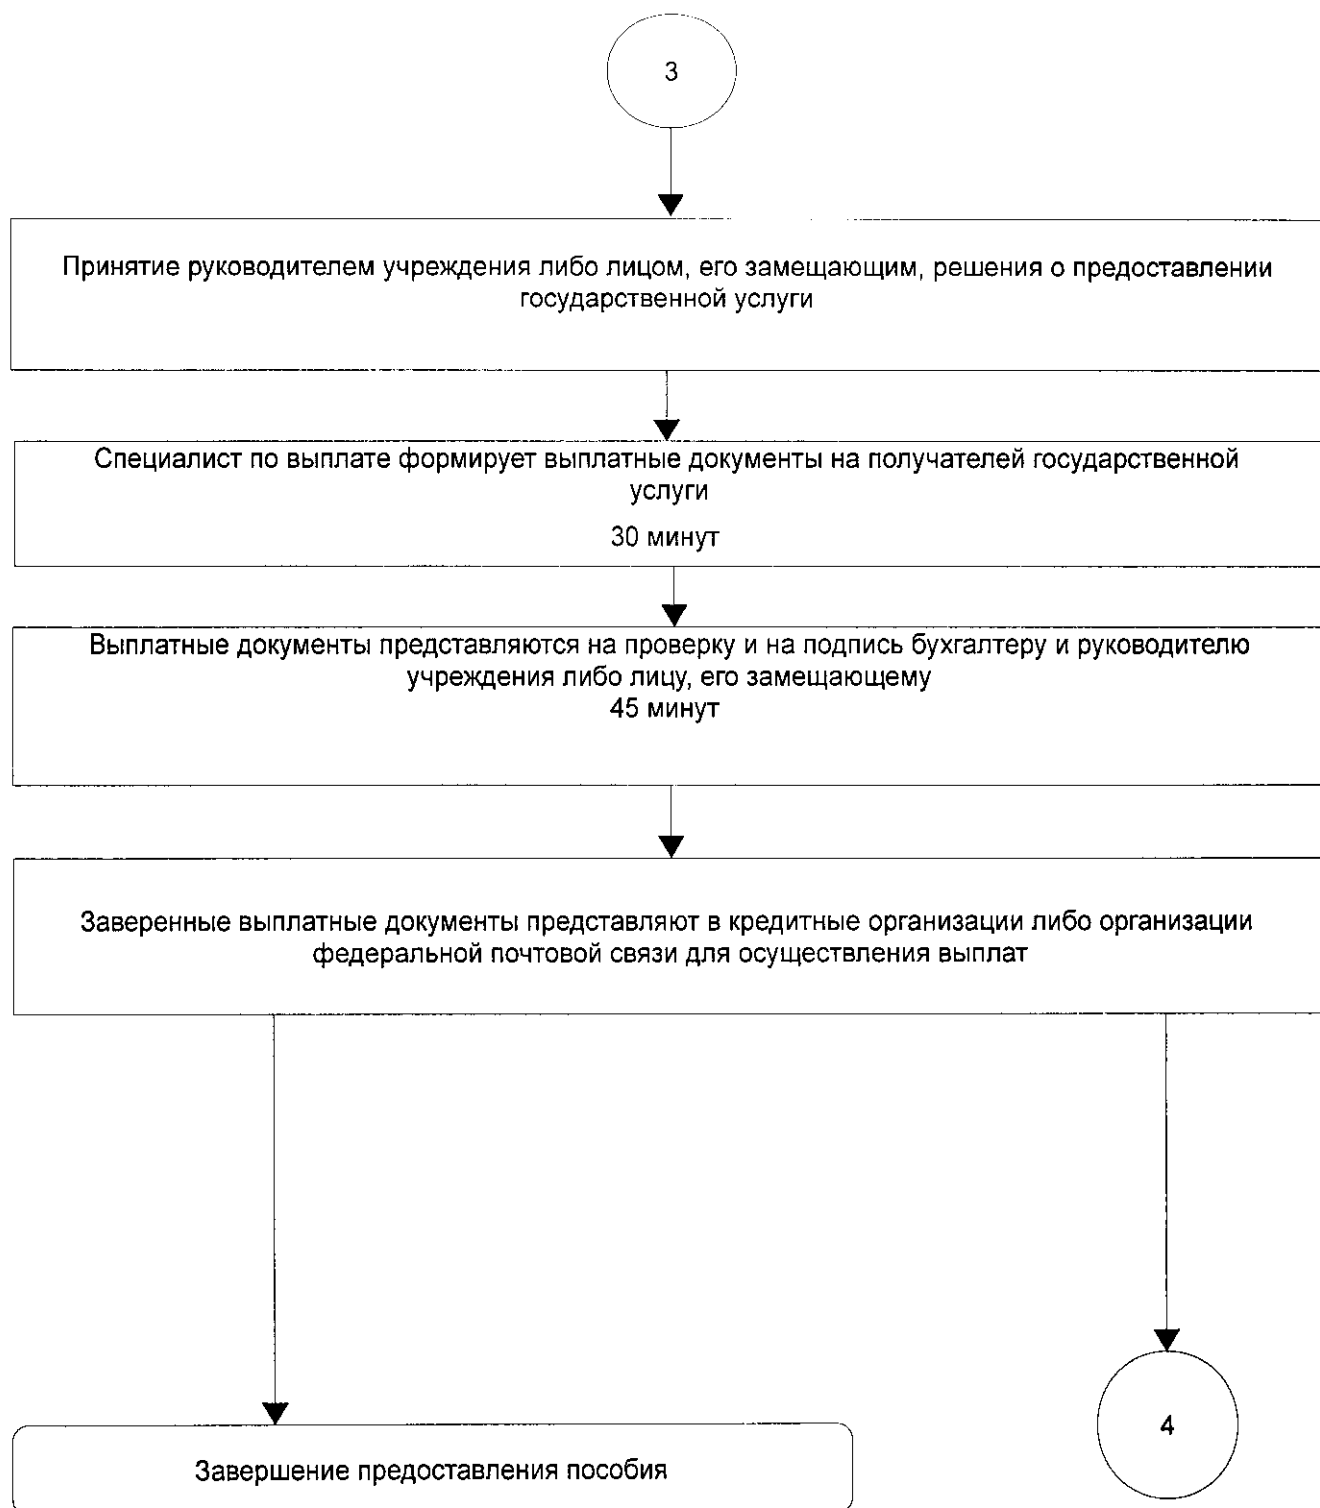 3
Принятие руководителем учреждения либо лицом, его замещающим, решения о предоставлении
государственной услуги
Специалист по выплате формирует выплатные документы на получателей государственной
услуги
30 минут
Выплатные документы представляются на проверку и на подпись бухгалтеру и руководителю
учреждения либо лицу, его замещающему
45 минут
Заверенные выплатные документы представляют в кредитные организации либо организации
федеральной почтовой связи для осуществления выплат
4
Завершение предоставления пособия